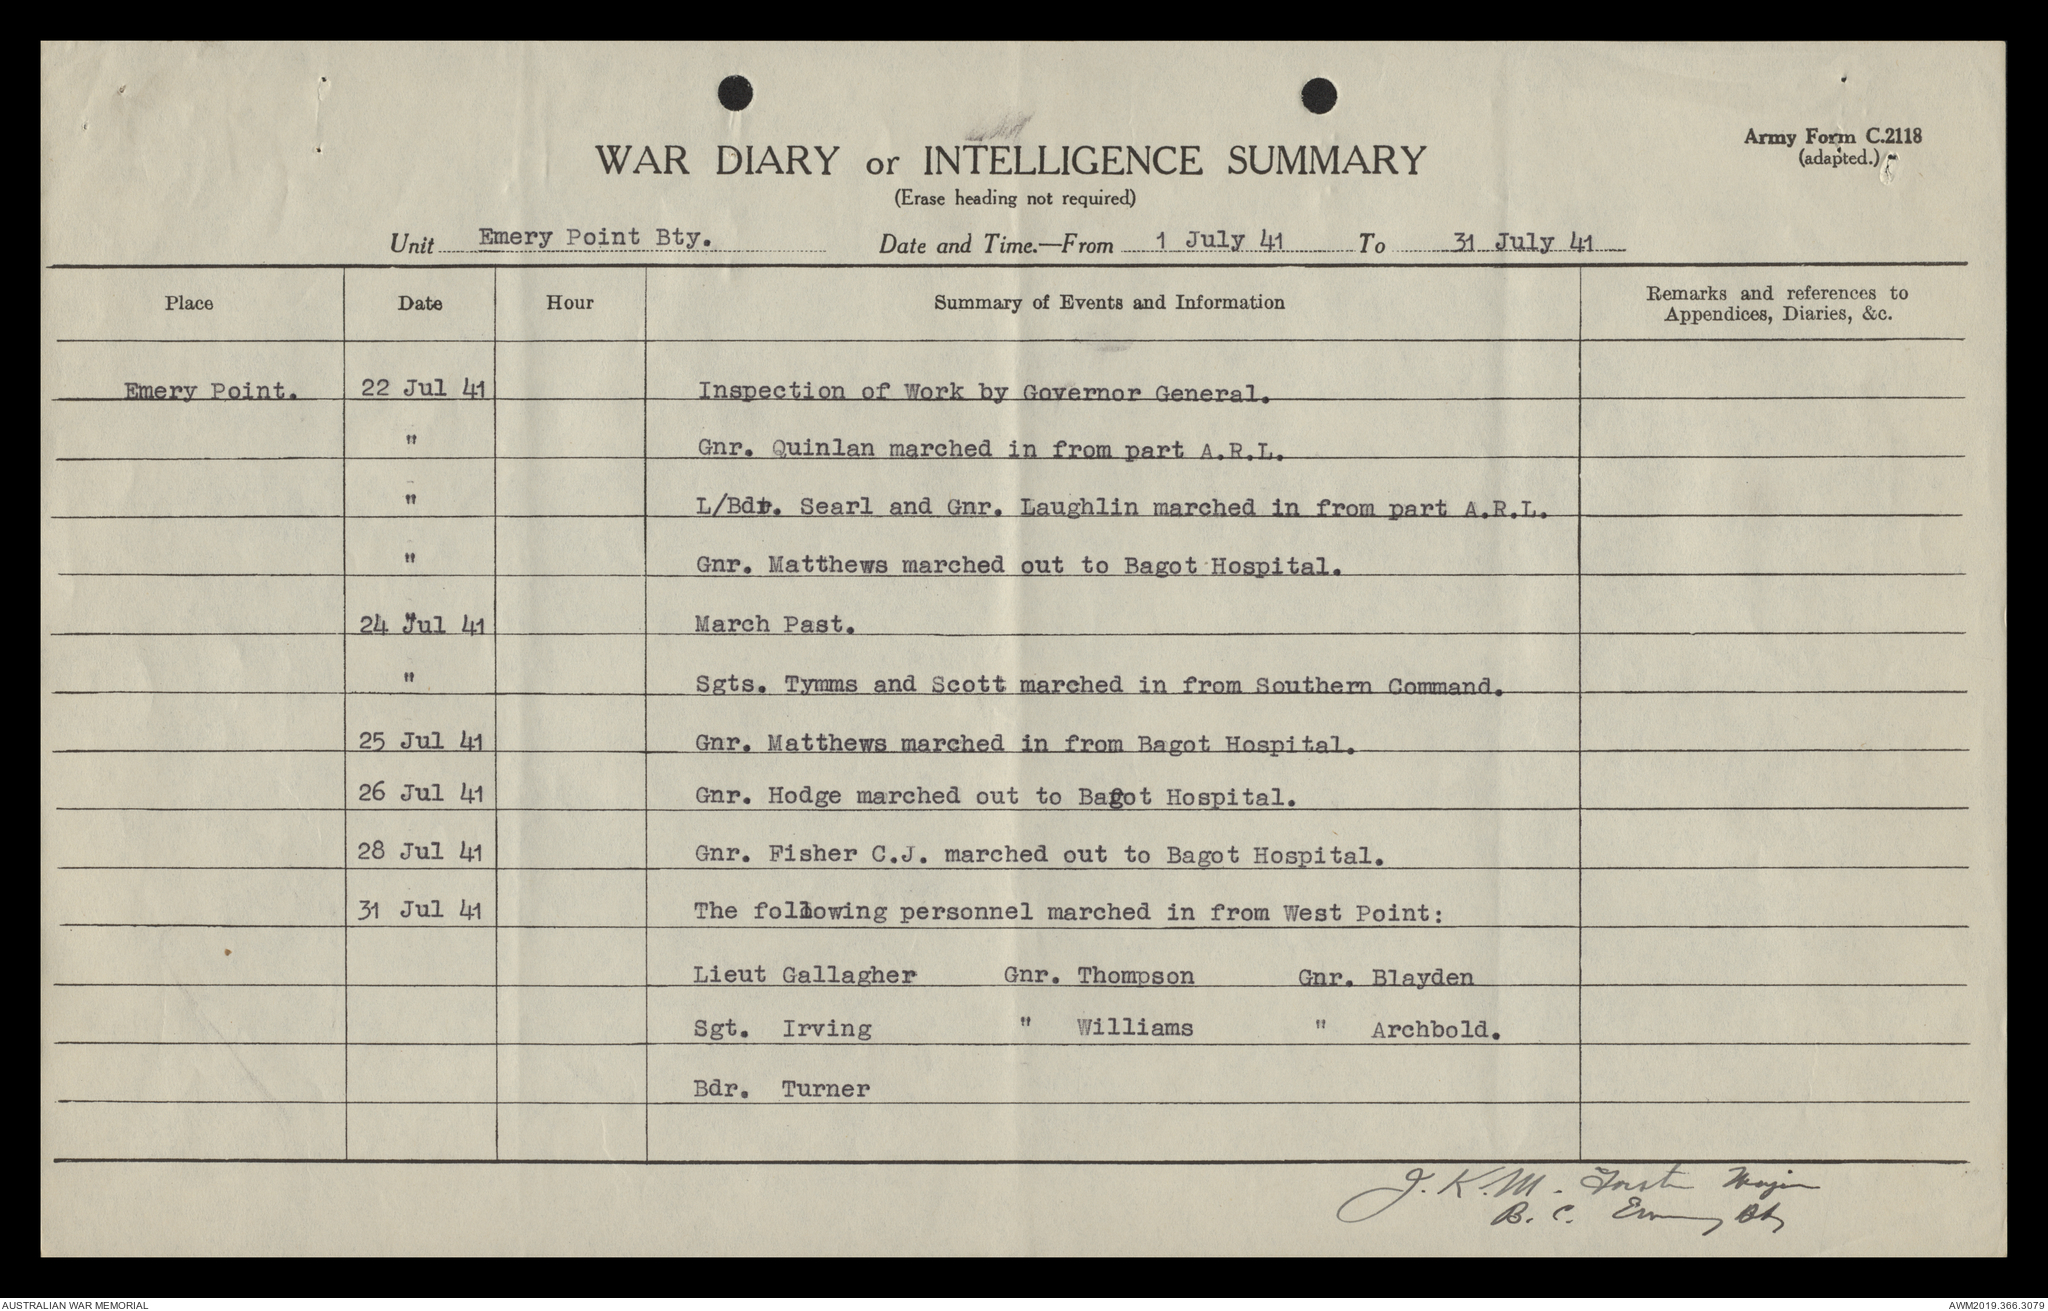 Army Form C.2118
(adapted.)
WAR DIARY or INTELLIGENCE SUMMARY
(Erase heading not required)
Unit Emery Point Bty. Date and Time.—From 1 July 41 To 31 July 41
Place Date Hour Summary of Events and Information Remarks and references to Appendices, Diaries, &c.
Emery Point. 22 Jul 41 Inspection of Work by Governor General.
" Gnr. Quinlan marched in from part A.R.L.
" L/Bdr. Searl and Gnr. Laughlin marched in from part A.R.L.
" Gnr. Matthews marched out to Bagot Hospital.
24 Jul 41 March Past.
" Sgts. Tymms and Scott marched in from Southern Command.
25 Jul 41 Gnr. Matthews marched in from Bagot Hospital.
26 Jul 41 Gnr. Hodge marched out to Bagot Hospital.
28 Jul 41 Gnr. Fisher C.J. marched out to Bagot Hospital.
31 Jul 41 The following personnel marched in from West Point:
Lieut Gallagher Gnr. Thompson Gnr. Blayden
Sgt. Irving " Williams " Archbold.
Bdr. Turner
J. K. M. Major
B. C. Emery Bty
AUSTRALIAN WAR MEMORIAL AWM2019.366.3079